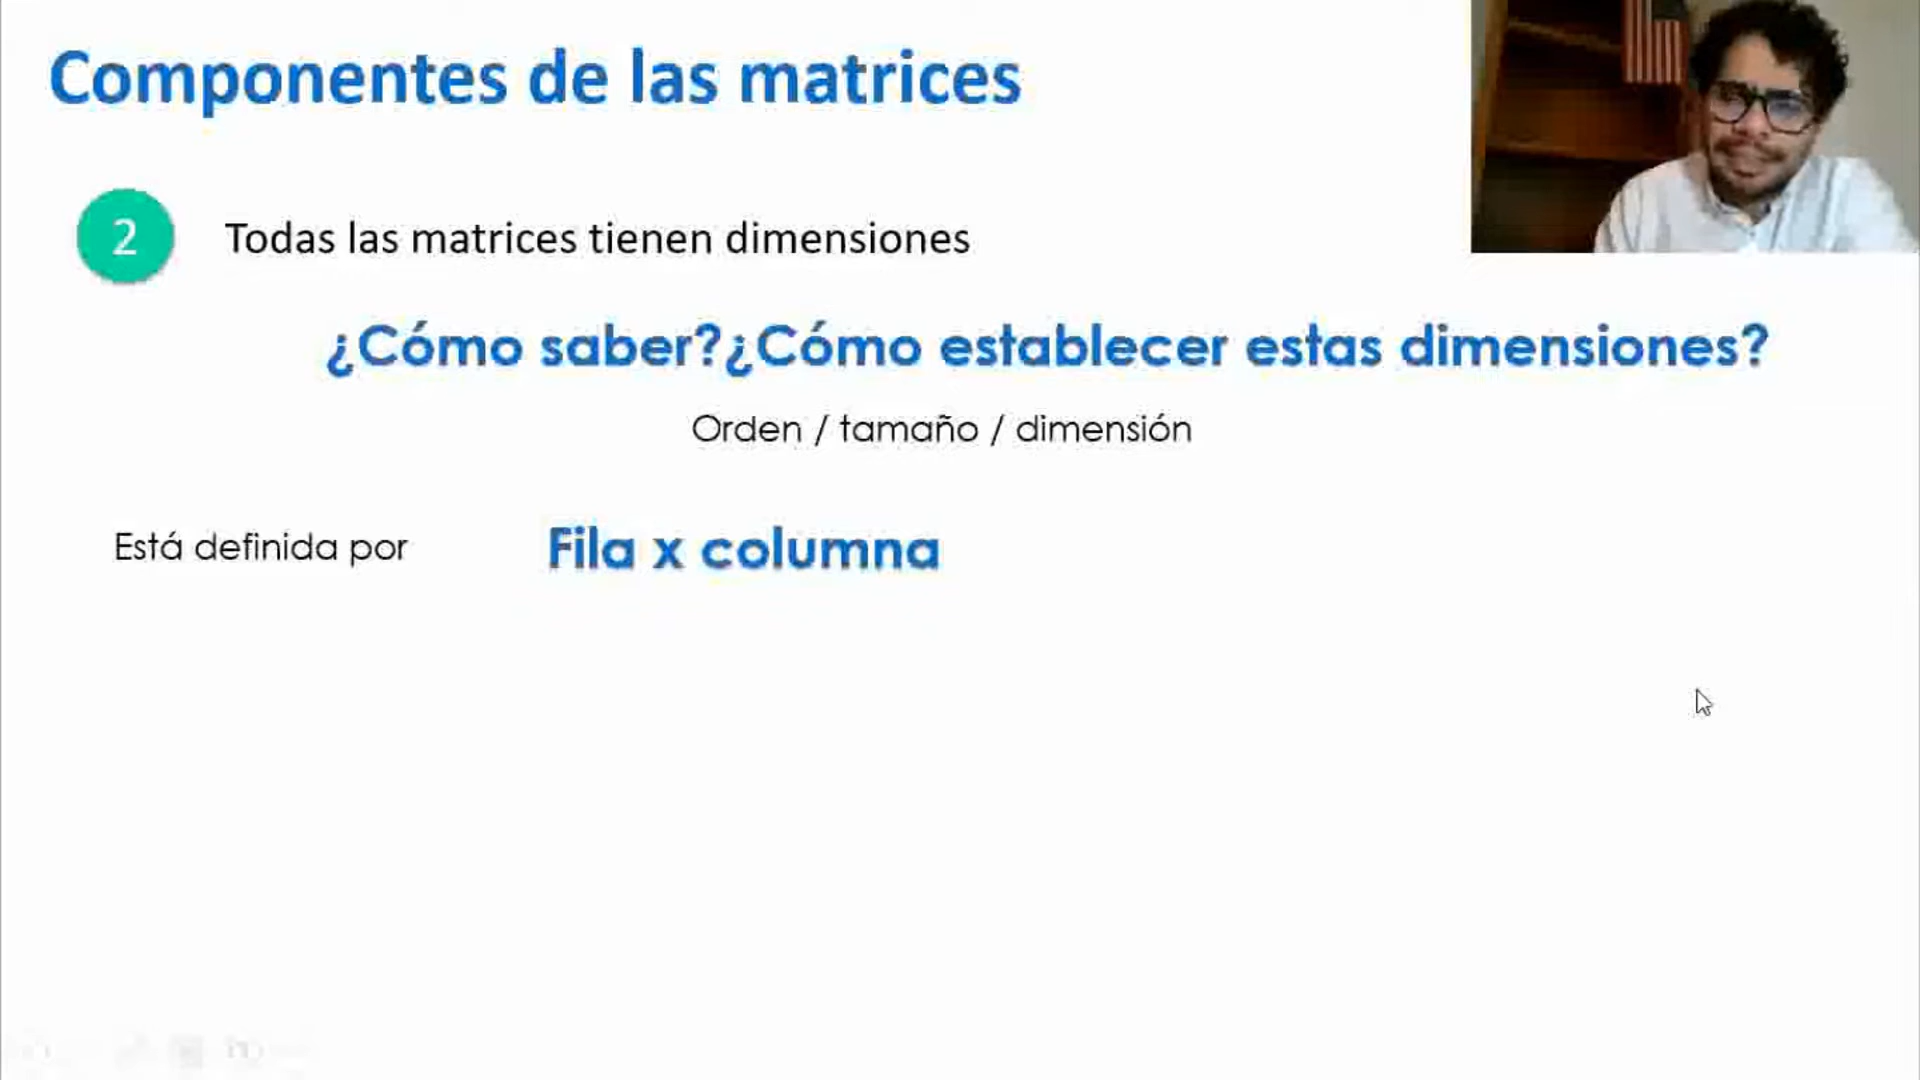 Componentes de las matrices
2
Todas las matrices tienen dimensiones
¿Cómo saber?¿Cómo establecer estas dimensiones?
Orden / tamaño / dimensión
Está definida por
Fila x columna